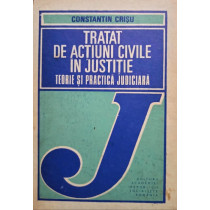 CONSTANTIN CRIȘU
TRATAT
DE ACȚIUNI CIVILE
ÎN JUSTIȚIE
TEORIE ȘI PRACTICĂ JUDICIARĂ
J